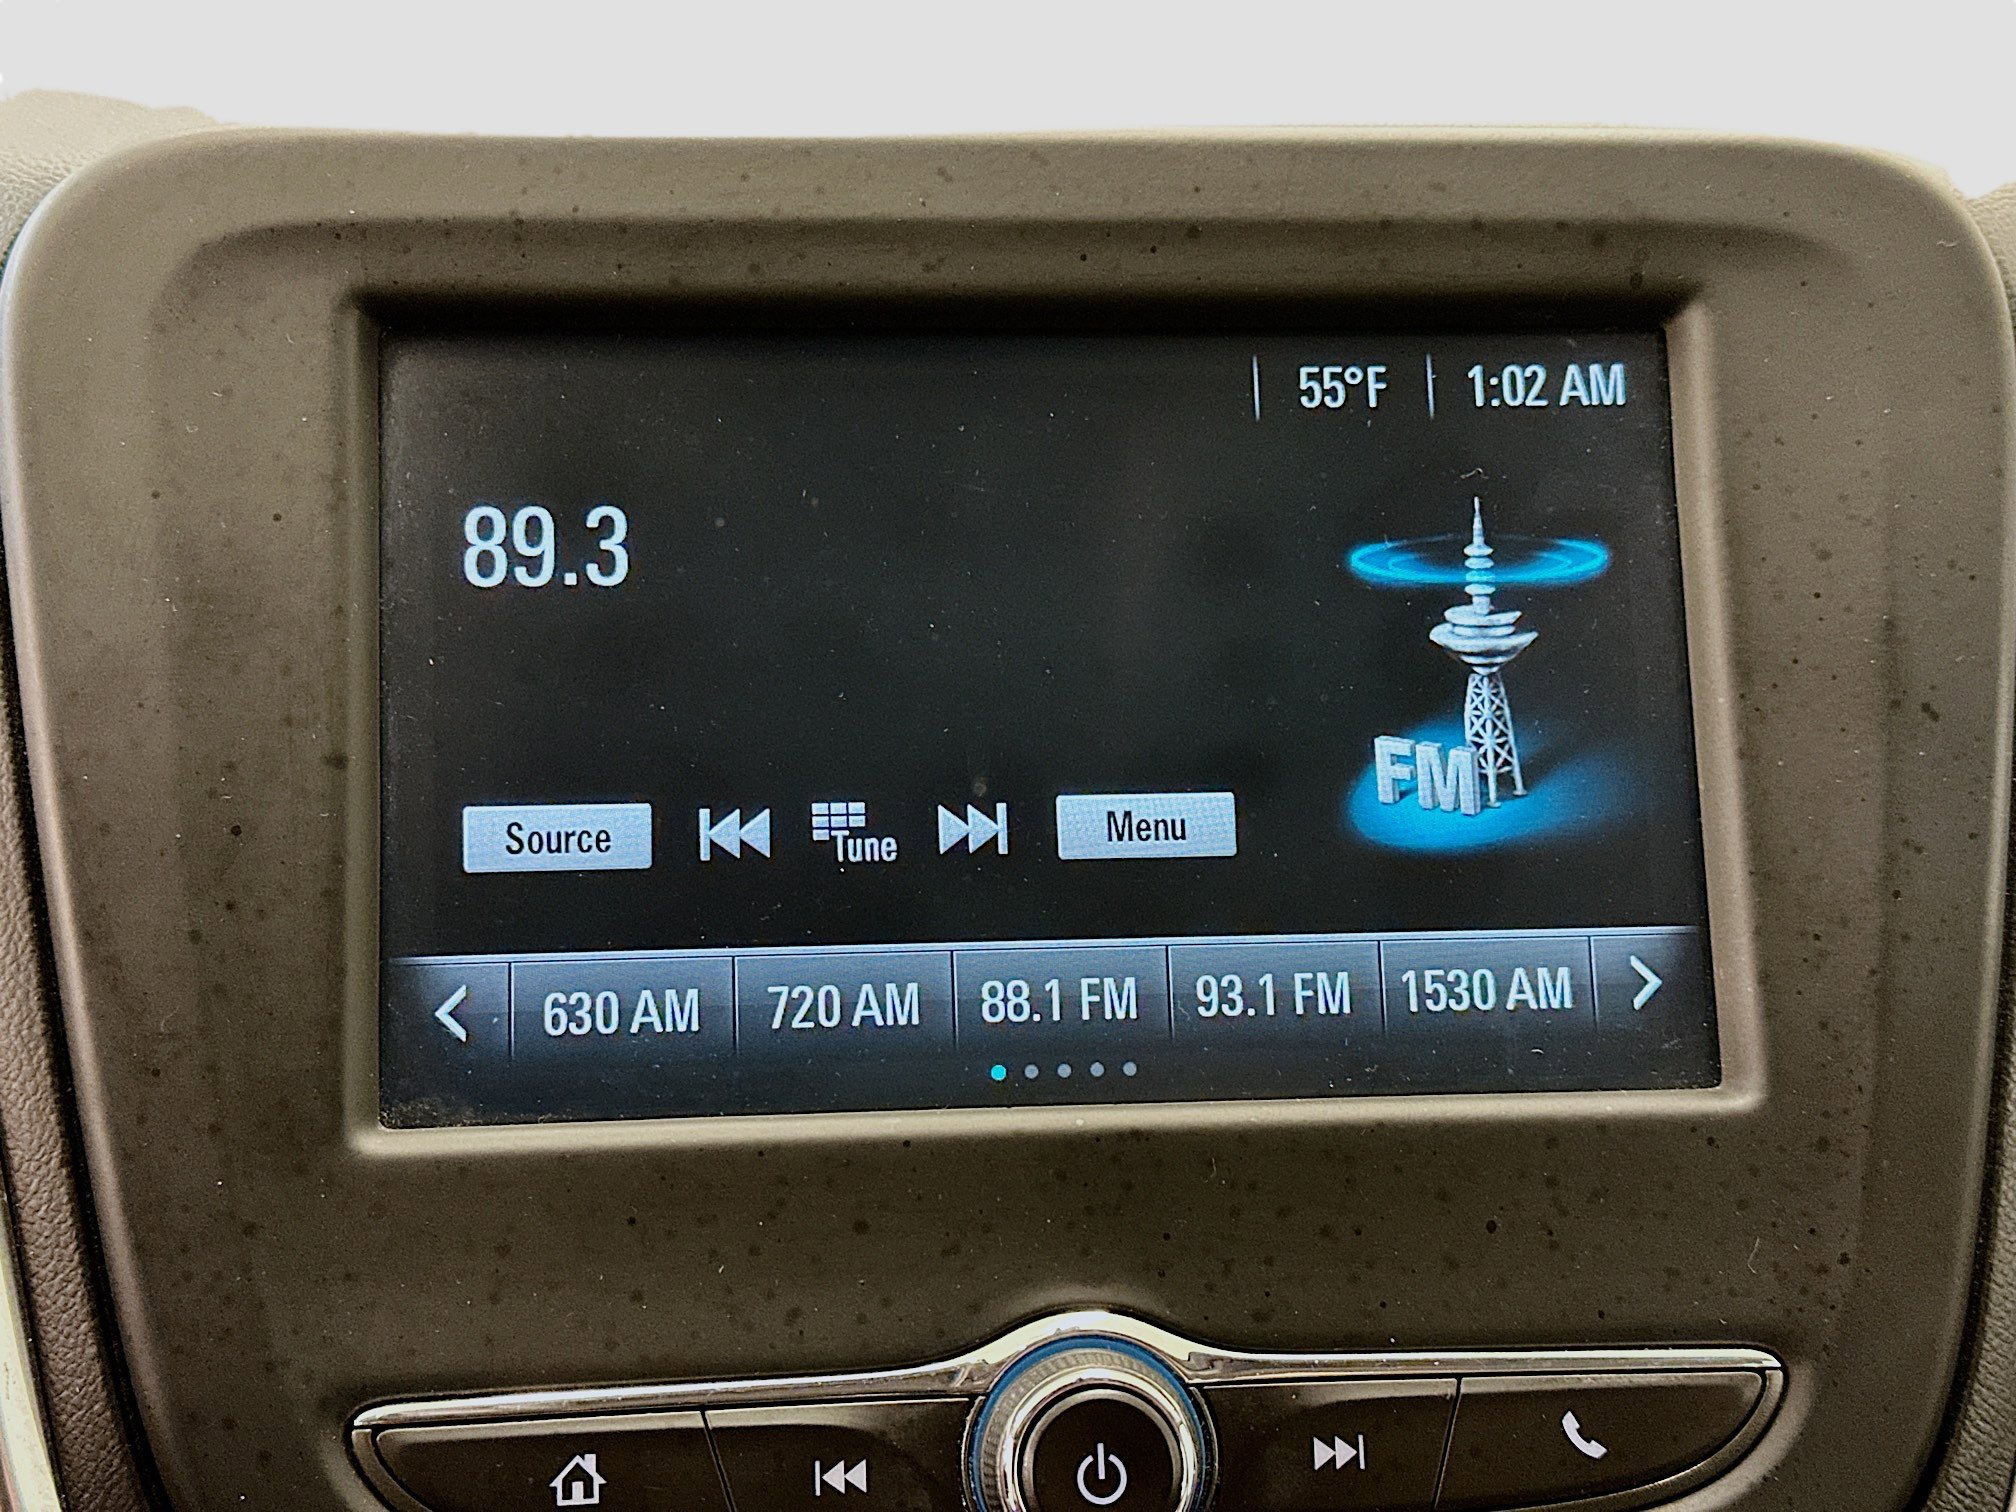 55°F 1:02 AM
89.3
FM
Source Tune Menu
630 AM 720 AM 88.1 FM 93.1 FM 1530 AM